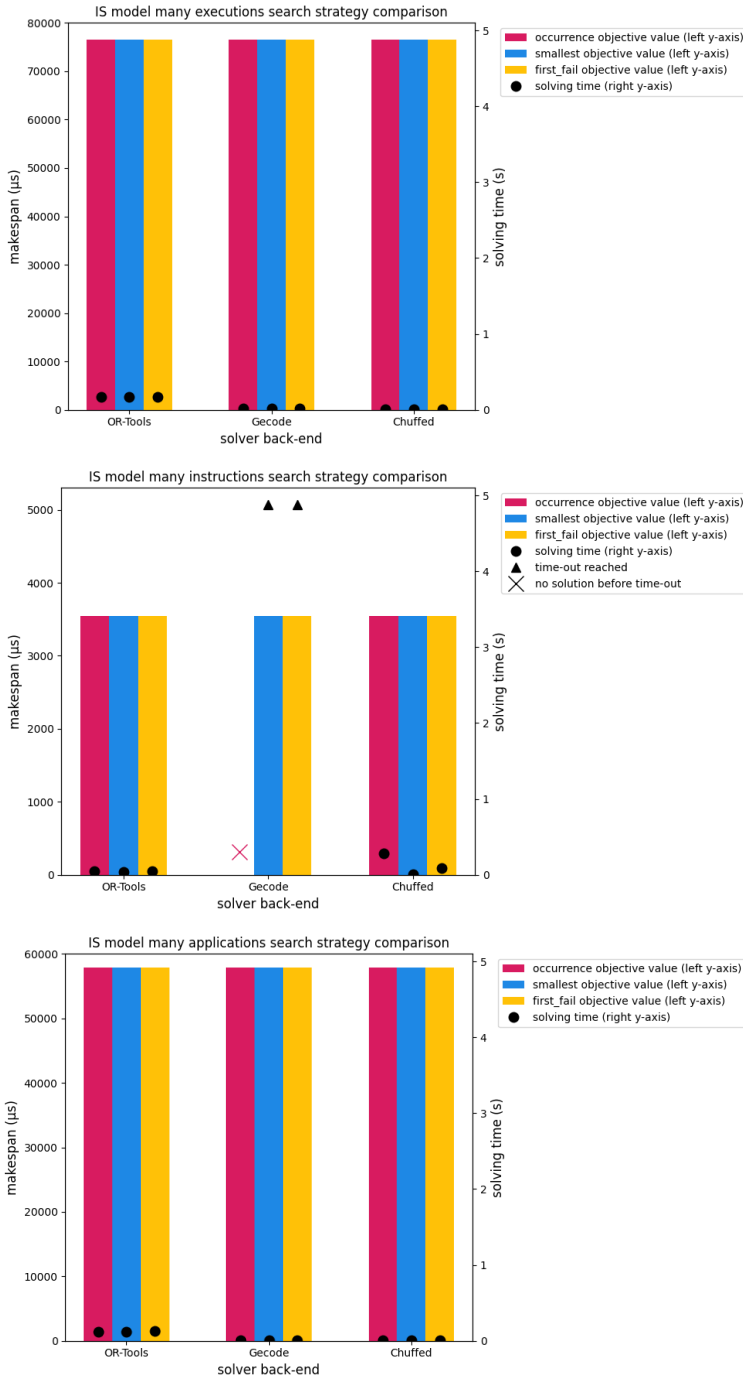 IS model many executions search strategy comparison
80000
70000
60000
50000
40000
30000
20000
10000
0
makespan (µs)
OR-Tools
Gecode
Chuffed
solver back-end
5
4
3
2
1
0
solving time (s)
occurrence objective value (left y-axis)
smallest objective value (left y-axis)
first_fail objective value (left y-axis)
solving time (right y-axis)
IS model many instructions search strategy comparison
5000
4000
3000
2000
1000
0
makespan (µs)
OR-Tools
Gecode
Chuffed
solver back-end
5
4
3
2
1
0
solving time (s)
occurrence objective value (left y-axis)
smallest objective value (left y-axis)
first_fail objective value (left y-axis)
solving time (right y-axis)
time-out reached
no solution before time-out
IS model many applications search strategy comparison
60000
50000
40000
30000
20000
10000
0
makespan (µs)
OR-Tools
Gecode
Chuffed
solver back-end
5
4
3
2
1
0
solving time (s)
occurrence objective value (left y-axis)
smallest objective value (left y-axis)
first_fail objective value (left y-axis)
solving time (right y-axis)